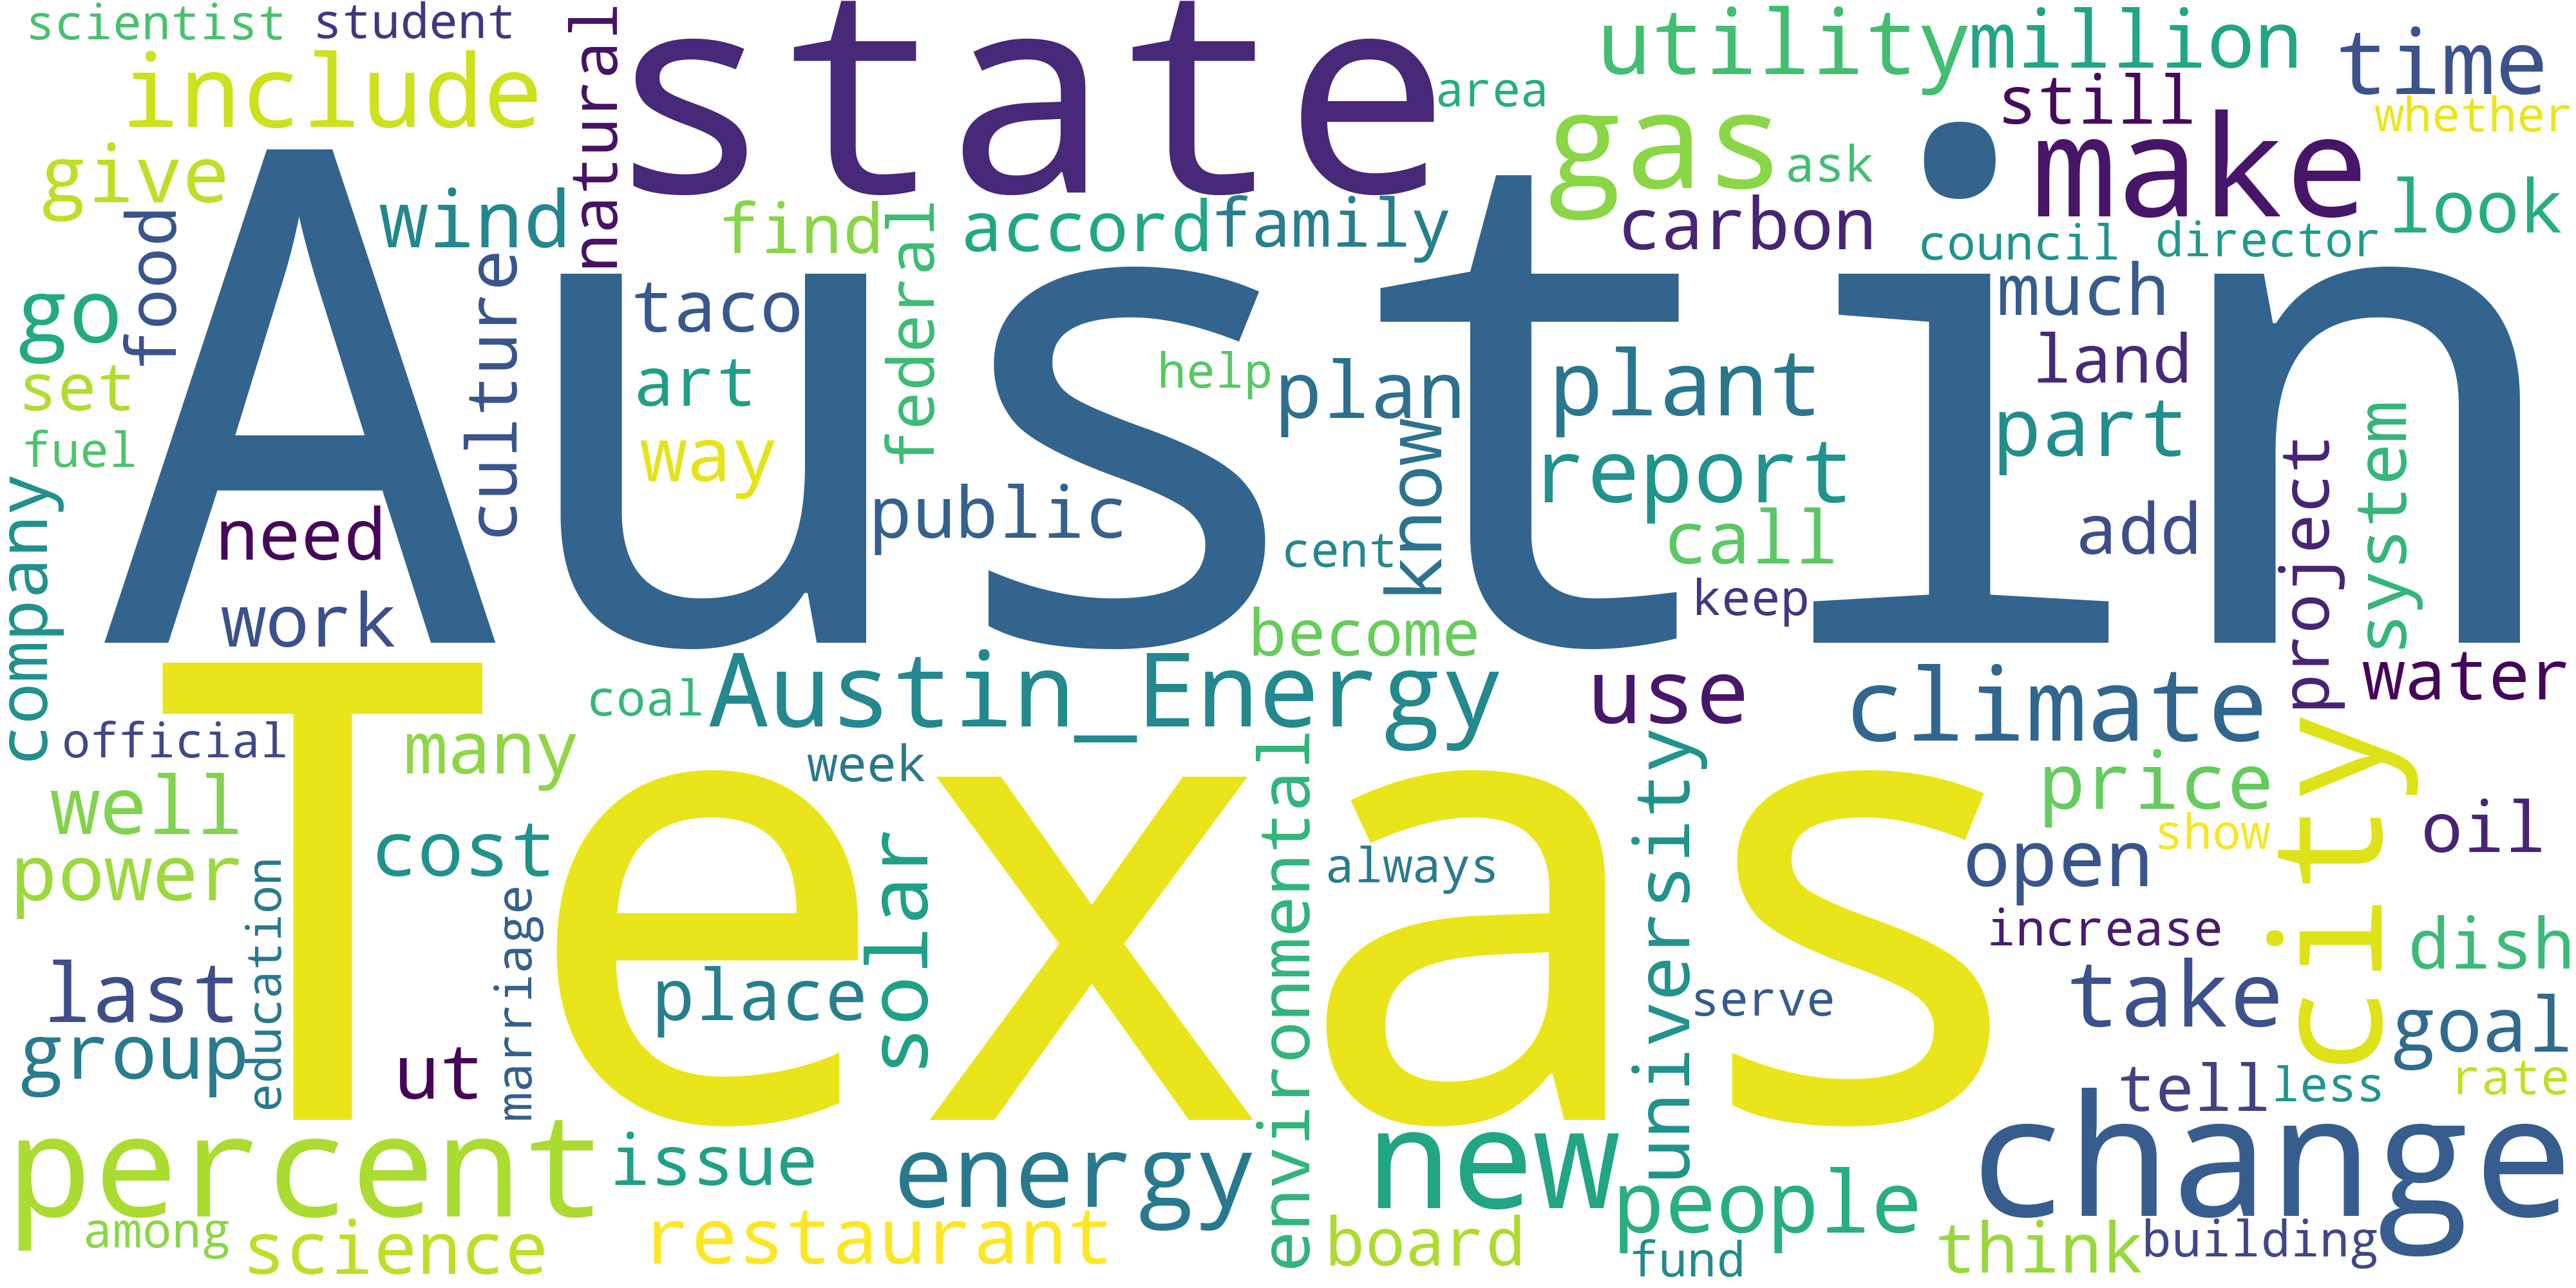 scientist
student
natural
state
utility
million
time
include
area
still
whether
give
gas
ask
make
look
food
wind
find
federal
accord
family
carbon
council
director
culture
Austin
go
taco
much
set
art
help
plan
plant
land
fuel
way
know
report
part
company
need
public
cent
call
add
project
system
work
keep
become
Texas
coal
Austin_Energy
use
climate
water
official
many
week
environmental
university
city
well
price
power
cost
solar
always
open
show
oil
education
marriage
increase
dish
last
place
serve
take
goal
group
ut
tell
less
rate
percent
issue
energy
new
people
change
among
science
restaurant
board
fund
think
building